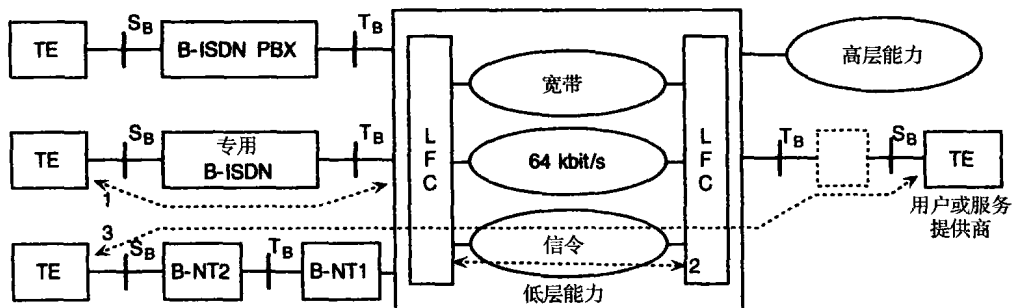 TE
S_B
B-ISDN PBX
T_B
高层能力
宽带
TE
S_B
专用
B-ISDN
T_B
L
F
C
64 kbit/s
L
F
C
T_B
S_B
TE
用户或服务
提供商
1
3
TE
S_B
B-NT2
T_B
B-NT1
信令
2
低层能力